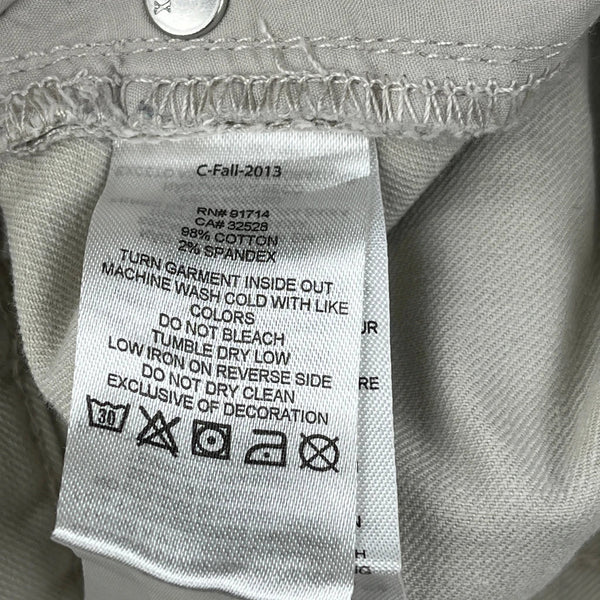 C-Fall-2013
RN# 91714
CA# 32528
98% COTTON
2% SPANDEX
TURN GARMENT INSIDE OUT
MACHINE WASH COLD WITH LIKE
COLORS
DO NOT BLEACH
TUMBLE DRY LOW
LOW IRON ON REVERSE SIDE
DO NOT DRY CLEAN
EXCLUSIVE OF DECORATION
30